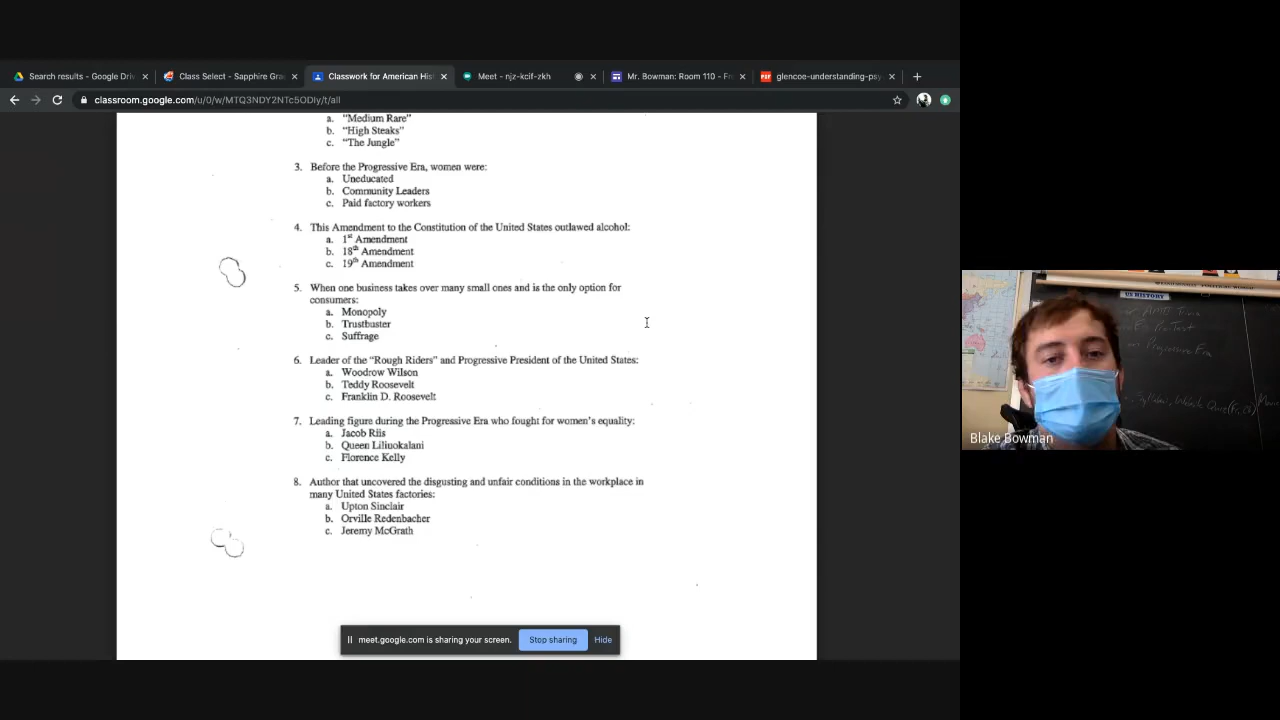 Search results - Google Driv
Class Select - Sapphire Gra
Classwork for American His
Meet - njz-kcif-zkh
Mr. Bowman: Room 110 - Fr
glencoe-understanding-psy
classroom.google.com/u/0/w/MTQ3NDY2NTc5ODIy/t/all
a. "Medium Rare"
b. "High Steaks"
c. "The Jungle"
3. Before the Progressive Era, women were:
a. Uneducated
b. Community Leaders
c. Paid factory workers
4. This Amendment to the Constitution of the United States outlawed alcohol:
a. 1st Amendment
b. 18th Amendment
c. 19th Amendment
5. When one business takes over many small ones and is the only option for
consumers:
a. Monopoly
b. Trustbuster
c. Suffrage
6. Leader of the "Rough Riders" and Progressive President of the United States:
a. Woodrow Wilson
b. Teddy Roosevelt
c. Franklin D. Roosevelt
7. Leading figure during the Progressive Era who fought for women's equality:
a. Jacob Riis
b. Queen Liliuokalani
c. Florence Kelly
8. Author that uncovered the disgusting and unfair conditions in the workplace in
many United States factories:
a. Upton Sinclair
b. Orville Redenbacher
c. Jeremy McGrath
meet.google.com is sharing your screen.
Stop sharing
Hide
US HISTORY
Progressive Era
Blake Bowman